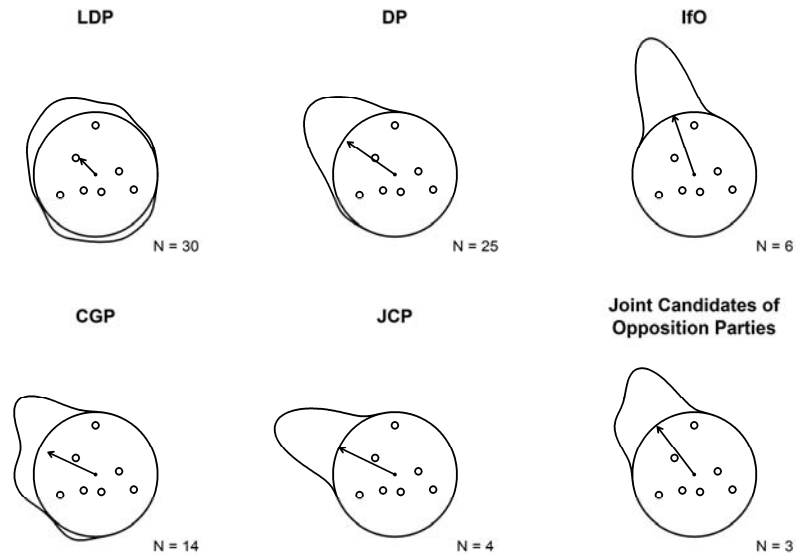 LDP
DP
IfO
N = 30
N = 25
N = 6
CGP
JCP
Joint Candidates of
Opposition Parties
N = 14
N = 4
N = 3